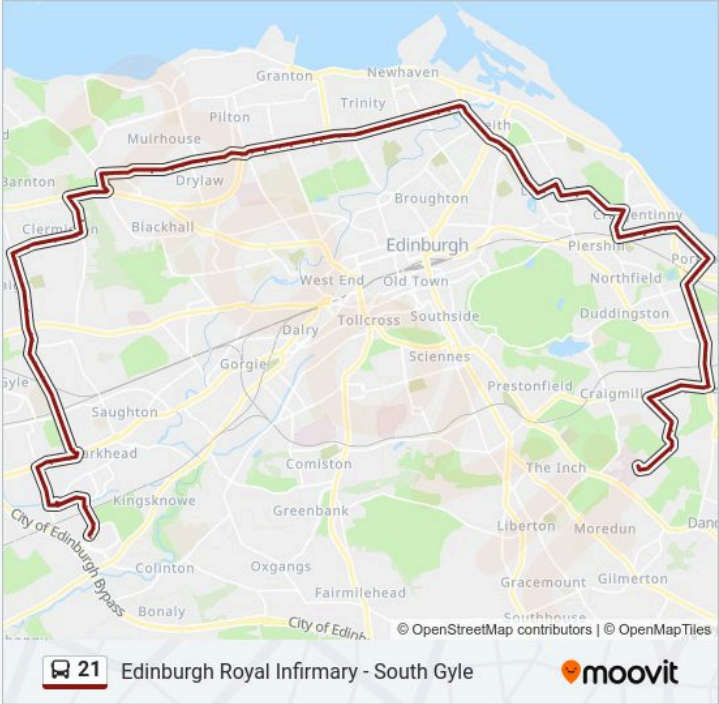 Granton
Newhaven
Trinity
Pilton
Muirhouse
Barnton
Drylaw
Broughton
Blackhall
Edinburgh
Piershill
West End
Old Town
Northfield
Dalry
Tollcross
Southside
Duddingston
Gorgie
Sciennes
Gyle
Prestonfield
Saughton
Comiston
The Inch
Kingsknowe
Greenbank
Liberton
Moredun
City of Edinburgh Bypass
Colinton
Oxgangs
Gracemount
Gilmerton
Bonaly
Fairmilehead
© OpenStreetMap contributors | © OpenMapTiles
21 Edinburgh Royal Infirmary - South Gyle
moovit